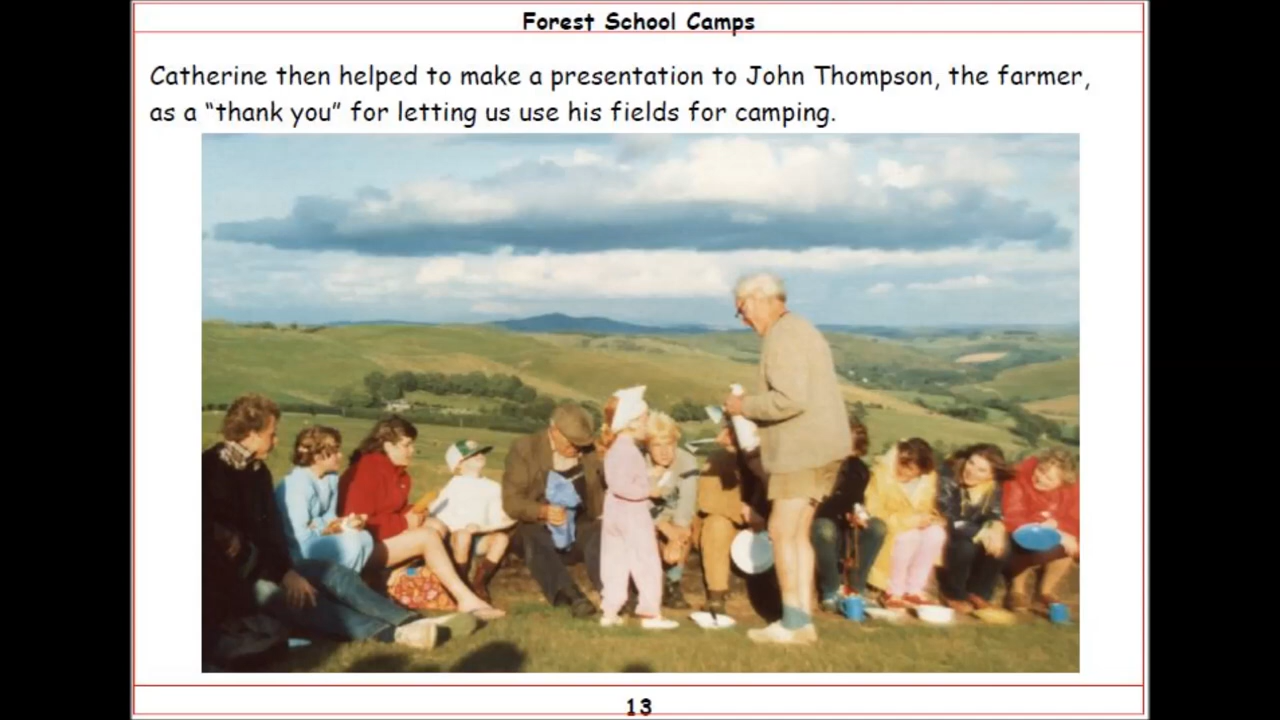 Forest School Camps
Catherine then helped to make a presentation to John Thompson, the farmer,
as a “thank you” for letting us use his fields for camping.
13